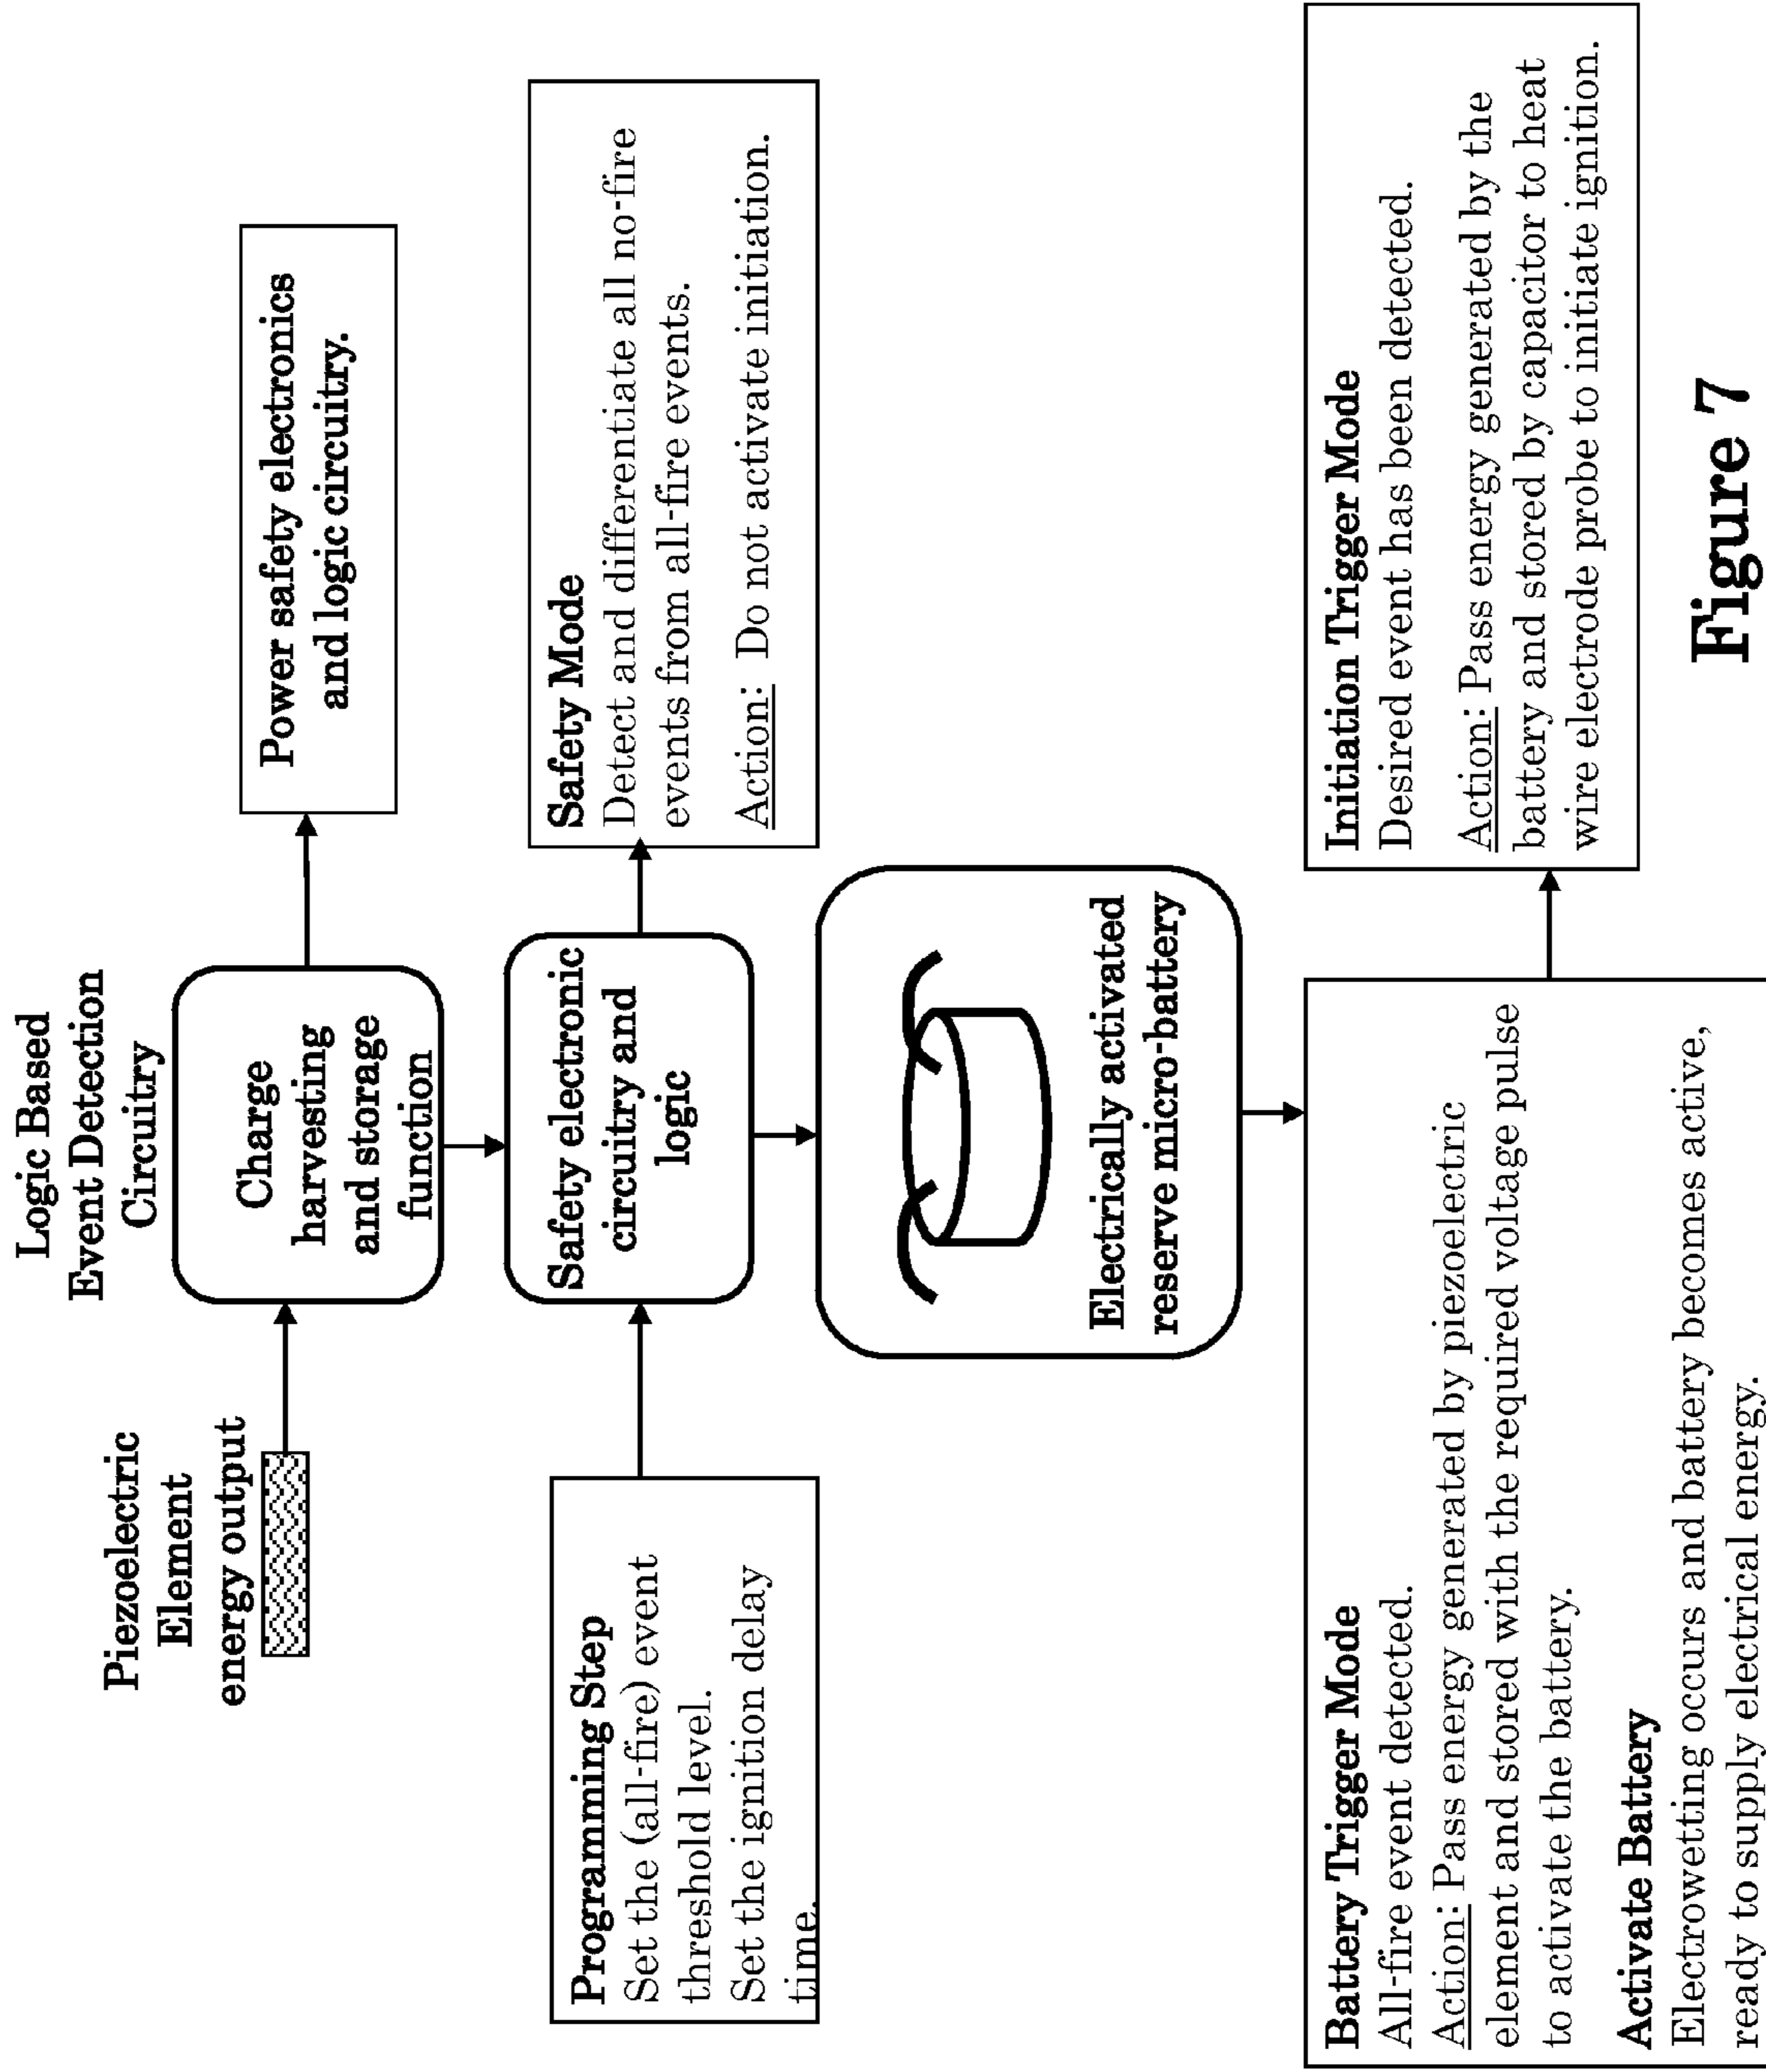 Logic Based
Event Detection
Circuitry
Piezoelectric
Element
energy output
Charge
harvesting
and storage
function
Power safety electronics
and logic circuitry.
Programming Step
Set the (all-fire) event
threshold level.
Set the ignition delay
time.
Safety electronic
circuitry and
logic
Safety Mode
Detect and differentiate all no-fire
events from all-fire events.
Action: Do not activate initiation.
Electrically activated
reserve micro-battery
Battery Trigger Mode
All-fire event detected.
Action: Pass energy generated by piezoelectric
element and stored with the required voltage pulse
to activate the battery.
Activate Battery
Electrowetting occurs and battery becomes active,
ready to supply electrical energy.
Initiation Trigger Mode
Desired event has been detected.
Action: Pass energy generated by the
battery and stored by capacitor to heat
wire electrode probe to initiate ignition.
Figure 7